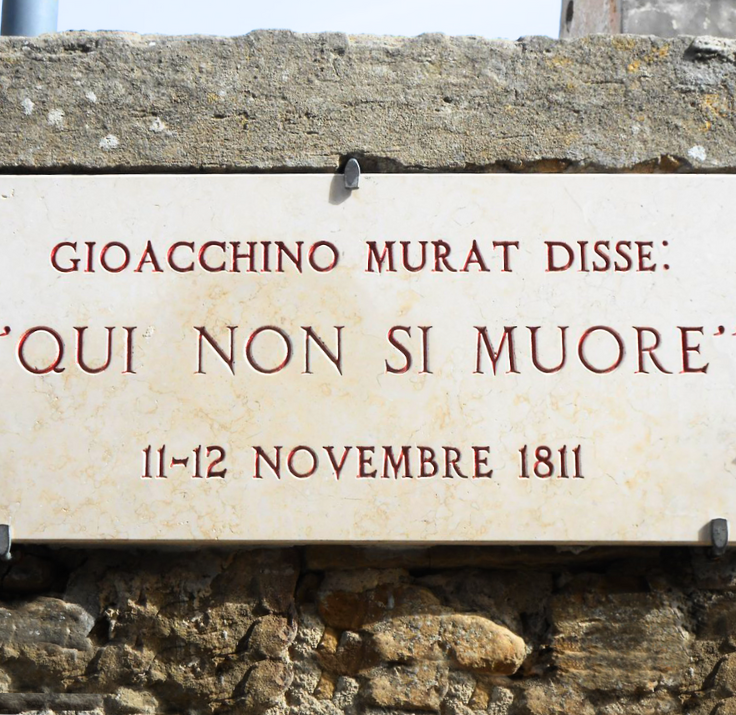 GIOACCHINO MURAT DISSE:
"QUI NON SI MUORE"
11-12 NOVEMBRE 1811